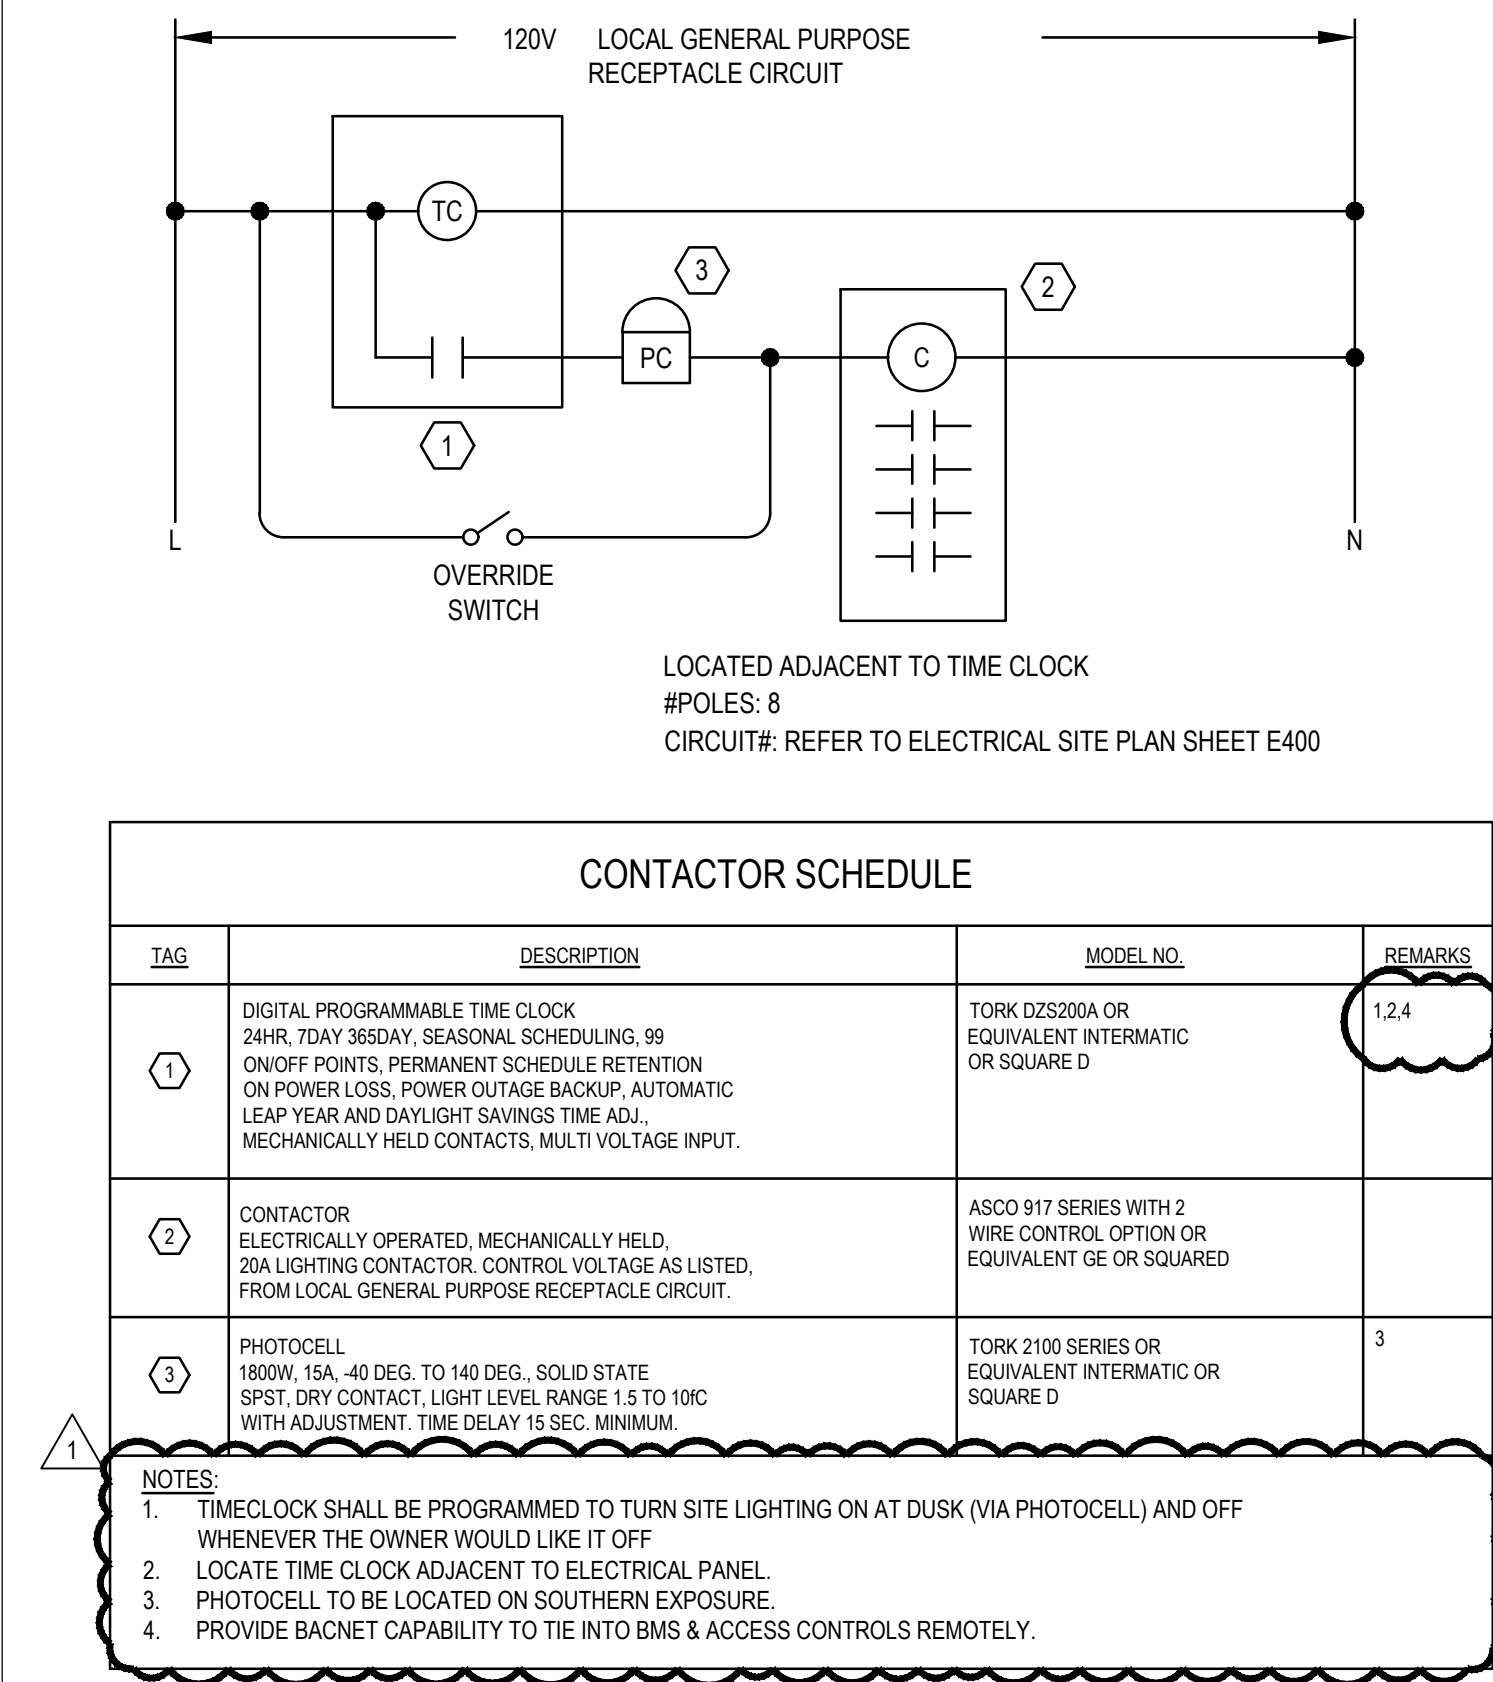 120V LOCAL GENERAL PURPOSE
RECEPTACLE CIRCUIT
TC
3
2
PC
C
1
L
N
OVERRIDE
SWITCH
LOCATED ADJACENT TO TIME CLOCK
#POLES: 8
CIRCUIT#: REFER TO ELECTRICAL SITE PLAN SHEET E400
CONTACTOR SCHEDULE
TAG DESCRIPTION MODEL NO. REMARKS
1
DIGITAL PROGRAMMABLE TIME CLOCK
24HR, 7DAY 365DAY, SEASONAL SCHEDULING, 99
ON/OFF POINTS, PERMANENT SCHEDULE RETENTION
ON POWER LOSS, POWER OUTAGE BACKUP, AUTOMATIC
LEAP YEAR AND DAYLIGHT SAVINGS TIME ADJ.,
MECHANICALLY HELD CONTACTS, MULTI VOLTAGE INPUT.
TORK DZS200A OR
EQUIVALENT INTERMATIC
OR SQUARE D
1,2,4
2
CONTACTOR
ELECTRICALLY OPERATED, MECHANICALLY HELD,
20A LIGHTING CONTACTOR. CONTROL VOLTAGE AS LISTED,
FROM LOCAL GENERAL PURPOSE RECEPTACLE CIRCUIT.
ASCO 917 SERIES WITH 2
WIRE CONTROL OPTION OR
EQUIVALENT GE OR SQUARED
3
PHOTOCELL
1800W, 15A, -40 DEG. TO 140 DEG., SOLID STATE
SPST, DRY CONTACT, LIGHT LEVEL RANGE 1.5 TO 10fC
WITH ADJUSTMENT. TIME DELAY 15 SEC. MINIMUM.
TORK 2100 SERIES OR
EQUIVALENT INTERMATIC OR
SQUARE D
3
1
NOTES:
1. TIMECLOCK SHALL BE PROGRAMMED TO TURN SITE LIGHTING ON AT DUSK (VIA PHOTOCELL) AND OFF
WHENEVER THE OWNER WOULD LIKE IT OFF
2. LOCATE TIME CLOCK ADJACENT TO ELECTRICAL PANEL.
3. PHOTOCELL TO BE LOCATED ON SOUTHERN EXPOSURE.
4. PROVIDE BACNET CAPABILITY TO TIE INTO BMS & ACCESS CONTROLS REMOTELY.